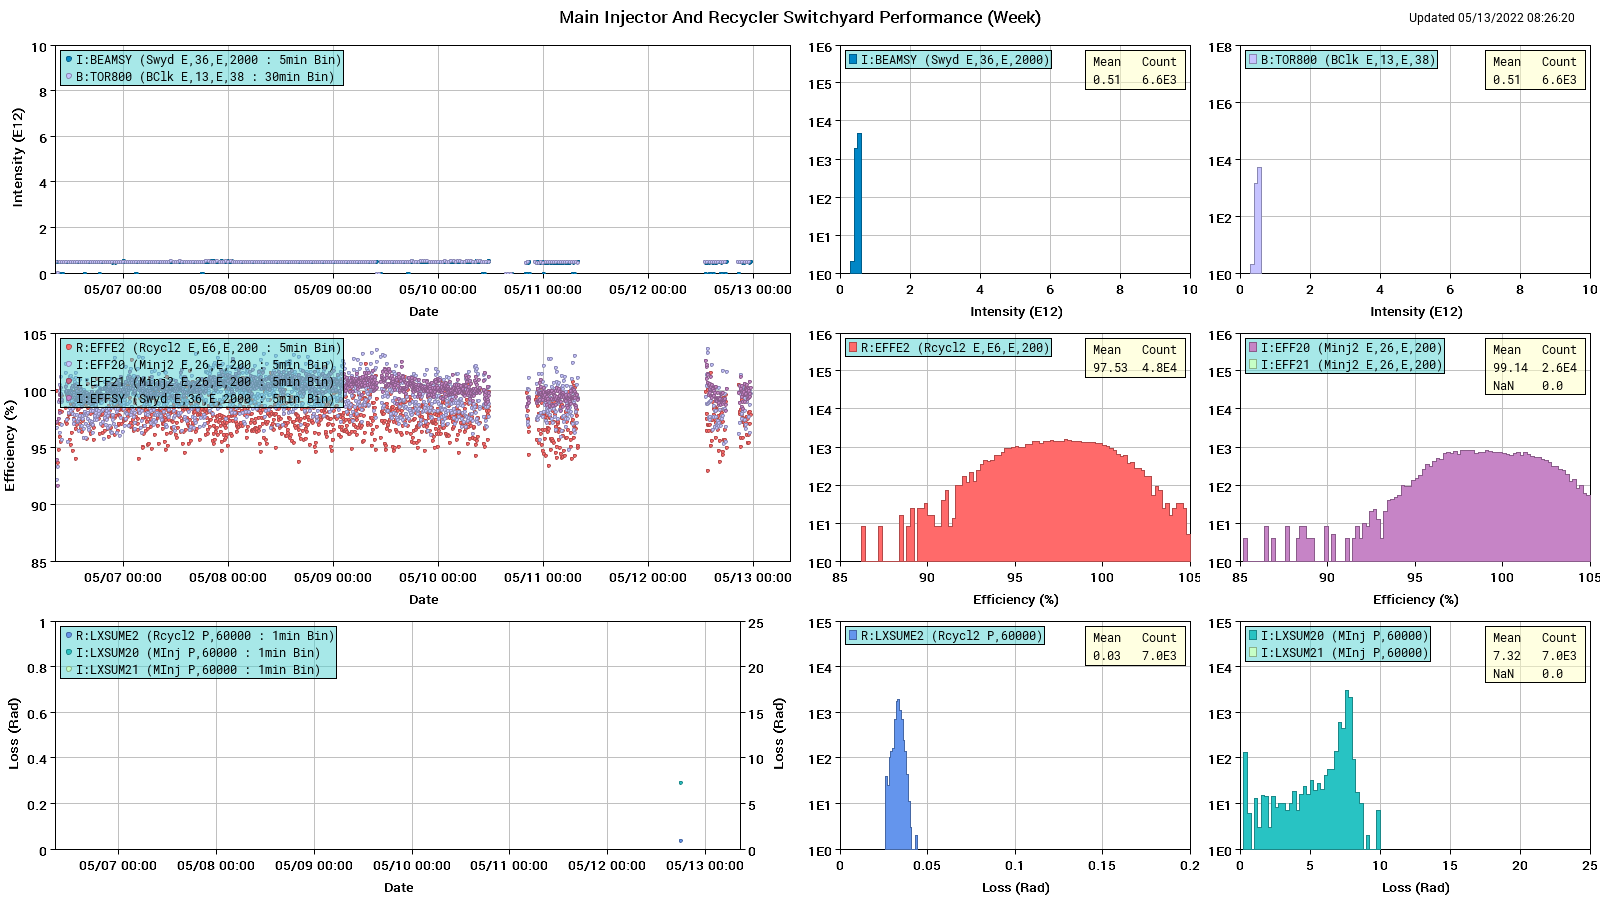 Main Injector And Recycler Switchyard Performance (Week)
Updated 05/13/2022 08:26:20
I:BEAMSY (Swyd E,36,E,2000 : 5min Bin)
B:TOR800 (BClk E,13,E,38 : 30min Bin)
10
8
6
4
2
0
Intensity (E12)
05/07 00:00 05/08 00:00 05/09 00:00 05/10 00:00 05/11 00:00 05/12 00:00 05/13 00:00
Date
I:BEAMSY (Swyd E,36,E,2000)
Mean Count
0.51 6.6E3
1E6
1E5
1E4
1E3
1E2
1E1
1E0
0 2 4 6 8 10
Intensity (E12)
B:TOR800 (BClk E,13,E,38)
Mean Count
0.51 6.6E3
1E8
1E6
1E4
1E2
1E0
0 2 4 6 8 10
Intensity (E12)
R:EFFE2 (Rcycl2 E,E6,E,200 : 5min Bin)
I:EFF20 (Minj2 E,26,E,200 : 5min Bin)
I:EFF21 (Minj2 E,26,E,200 : 5min Bin)
I:EFFSY (Swyd E,36,E,2000 : 5min Bin)
105
100
95
90
85
Efficiency (%)
05/07 00:00 05/08 00:00 05/09 00:00 05/10 00:00 05/11 00:00 05/12 00:00 05/13 00:00
Date
R:EFFE2 (Rcycl2 E,E6,E,200)
Mean Count
97.53 4.8E4
1E6
1E5
1E4
1E3
1E2
1E1
1E0
85 90 95 100 105
Efficiency (%)
I:EFF20 (Minj2 E,26,E,200)
I:EFF21 (Minj2 E,26,E,200)
Mean Count
99.14 2.6E4
NaN 0.0
1E6
1E5
1E4
1E3
1E2
1E1
1E0
85 90 95 100 105
Efficiency (%)
R:LXSUME2 (Rcycl2 P,60000 : 1min Bin)
I:LXSUM20 (MInj P,60000 : 1min Bin)
I:LXSUM21 (MInj P,60000 : 1min Bin)
1
0.8
0.6
0.4
0.2
0
Loss (Rad)
25
20
15
10
5
0
Loss (Rad)
05/07 00:00 05/08 00:00 05/09 00:00 05/10 00:00 05/11 00:00 05/12 00:00 05/13 00:00
Date
R:LXSUME2 (Rcycl2 P,60000)
Mean Count
0.03 7.0E3
1E5
1E4
1E3
1E2
1E1
1E0
0 0.05 0.1 0.15 0.2
Loss (Rad)
I:LXSUM20 (MInj P,60000)
I:LXSUM21 (MInj P,60000)
Mean Count
7.32 7.0E3
NaN 0.0
1E5
1E4
1E3
1E2
1E1
1E0
0 5 10 15 20 25
Loss (Rad)